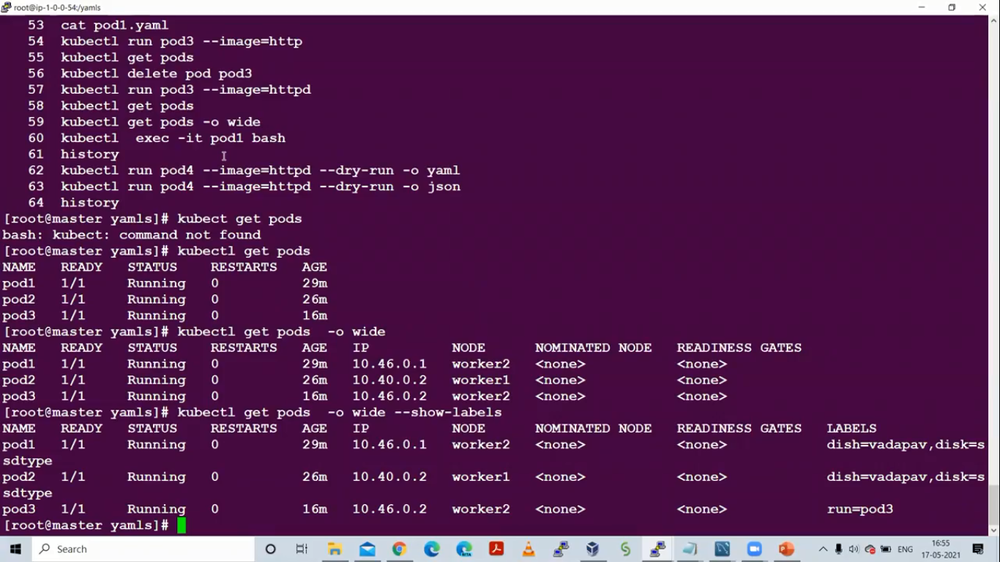 root@ip-1-0-0-54:/yamls
53 cat pod1.yaml
54 kubectl run pod3 --image=http
55 kubectl get pods
56 kubectl delete pod pod3
57 kubectl run pod3 --image=httpd
58 kubectl get pods
59 kubectl get pods -o wide
60 kubectl  exec -it pod1 bash
61 history
62 kubectl run pod4 --image=httpd --dry-run -o yaml
63 kubectl run pod4 --image=httpd --dry-run -o json
64 history
[root@master yamls]# kubect get pods
bash: kubect: command not found
[root@master yamls]# kubectl get pods
NAME READY STATUS RESTARTS AGE
pod1 1/1 Running 0 29m
pod2 1/1 Running 0 26m
pod3 1/1 Running 0 16m
[root@master yamls]# kubectl get pods  -o wide
NAME READY STATUS RESTARTS AGE IP NODE NOMINATED NODE READINESS GATES
pod1 1/1 Running 0 29m 10.46.0.1 worker2 <none> <none>
pod2 1/1 Running 0 26m 10.40.0.2 worker1 <none> <none>
pod3 1/1 Running 0 16m 10.46.0.2 worker2 <none> <none>
[root@master yamls]# kubectl get pods  -o wide --show-labels
NAME READY STATUS RESTARTS AGE IP NODE NOMINATED NODE READINESS GATES LABELS
pod1 1/1 Running 0 29m 10.46.0.1 worker2 <none> <none> dish=vadapav,disk=s
sdtype
pod2 1/1 Running 0 26m 10.40.0.2 worker1 <none> <none> dish=vadapav,disk=s
sdtype
pod3 1/1 Running 0 16m 10.46.0.2 worker2 <none> <none> run=pod3
[root@master yamls]#
Search
ENG
16:55
17-05-2021